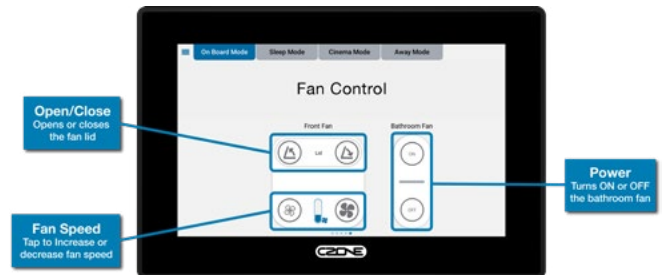 On Board Mode
Sleep Mode
Cinema Mode
Away Mode
Fan Control
Open/Close
Opens or closes
the fan lid
Front Fan
Bathroom Fan
Lid
ON
OFF
Power
Turns ON or OFF
the bathroom fan
Fan Speed
Tap to Increase or
decrease fan speed
CZONE